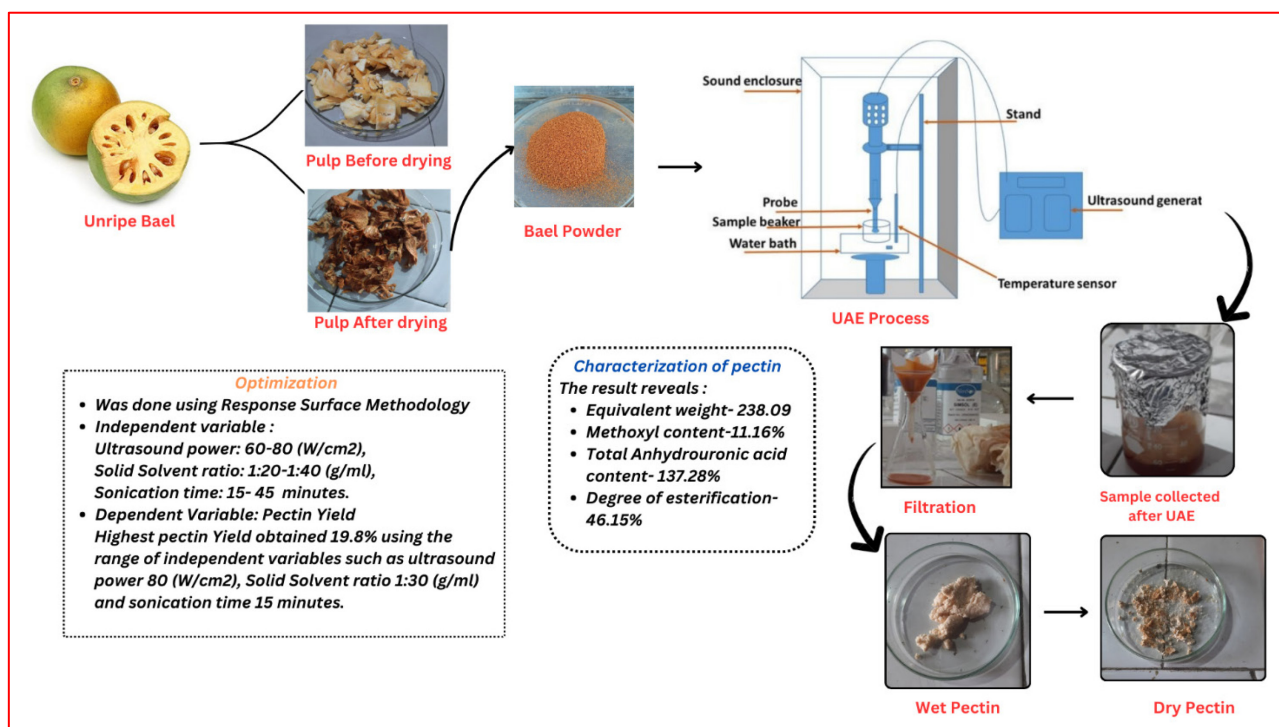 Unripe Bael
Pulp Before drying
Pulp After drying
Bael Powder
Sound enclosure
Stand
Probe
Sample beaker
Water bath
Ultrasound generat
Temperature sensor
UAE Process
Optimization
• Was done using Response Surface Methodology
• Independent variable :
Ultrasound power: 60-80 (W/cm2),
Solid Solvent ratio: 1:20-1:40 (g/ml),
Sonication time: 15- 45 minutes.
• Dependent Variable: Pectin Yield
Highest pectin Yield obtained 19.8% using the
range of independent variables such as ultrasound
power 80 (W/cm2), Solid Solvent ratio 1:30 (g/ml)
and sonication time 15 minutes.
Characterization of pectin
The result reveals :
• Equivalent weight- 238.09
• Methoxyl content-11.16%
• Total Anhydrouronic acid
content- 137.28%
• Degree of esterification-
46.15%
Filtration
Sample collected
after UAE
Wet Pectin
Dry Pectin